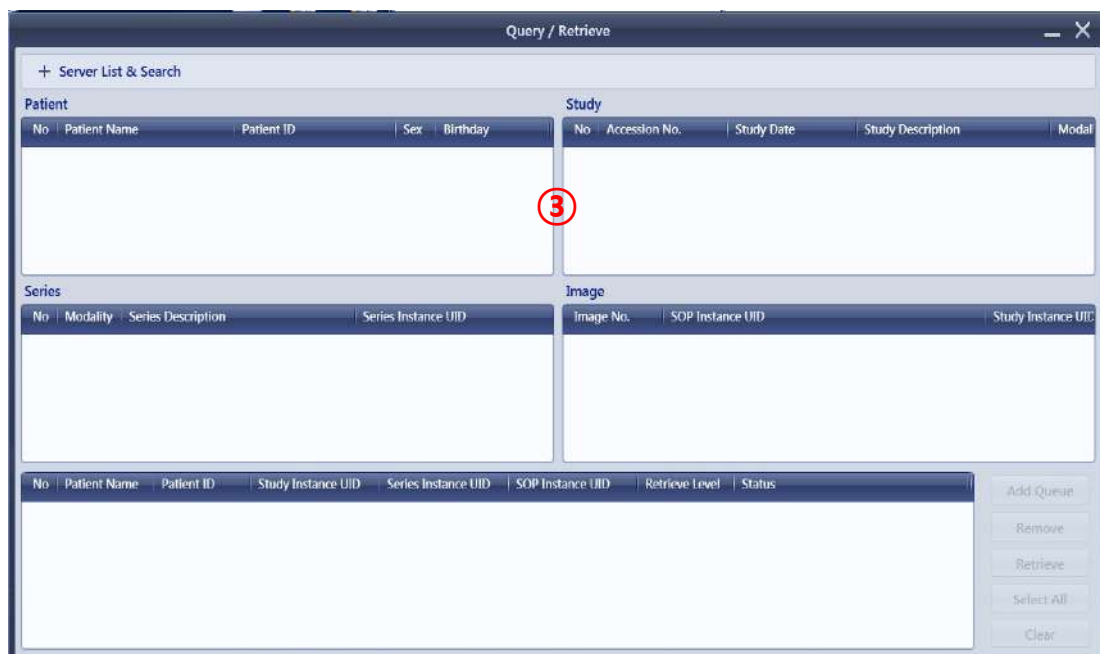 Query / Retrieve
+ Server List & Search
Patient
No Patient Name Patient ID Sex Birthday
Study
No Accession No. Study Date Study Description Modal
③
Series
No Modality Series Description Series Instance UID
Image
Image No. SOP Instance UID Study Instance UID
No Patient Name Patient ID Study Instance UID Series Instance UID SOP Instance UID Retrieve Level Status
Add Queue
Remove
Retrieve
Select All
Clear